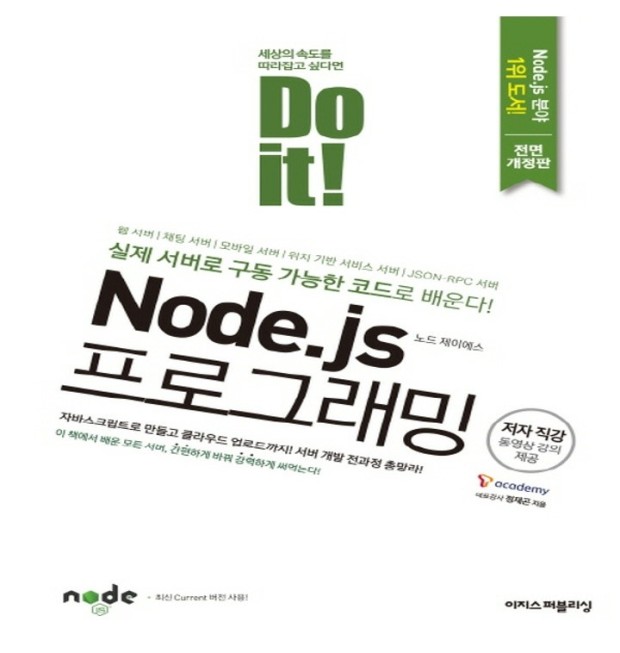 세상의 속도를
따라잡고 싶다면
Do
it!
Node.js 분야
1위 도서!
전면
개정판
웹 서버 | 채팅 서버 | 모바일 서버 | 위치 기반 서비스 서버 | JSON-RPC 서버
실제 서버로 구동 가능한 코드로 배운다!
Node.js 노드 제이에스
프로그래밍
자바스크립트로 만들고 클라우드 업로드까지! 서버 개발 전과정 총망라!
이 책에서 배운 모든 서버, 간편하게 바꿔 강력하게 써먹는다!
저자 직강
동영상 강의
제공
T academy
대표강사 정재곤 지음
node
JS
- 최신 Current 버전 사용!
이지스 퍼블리싱